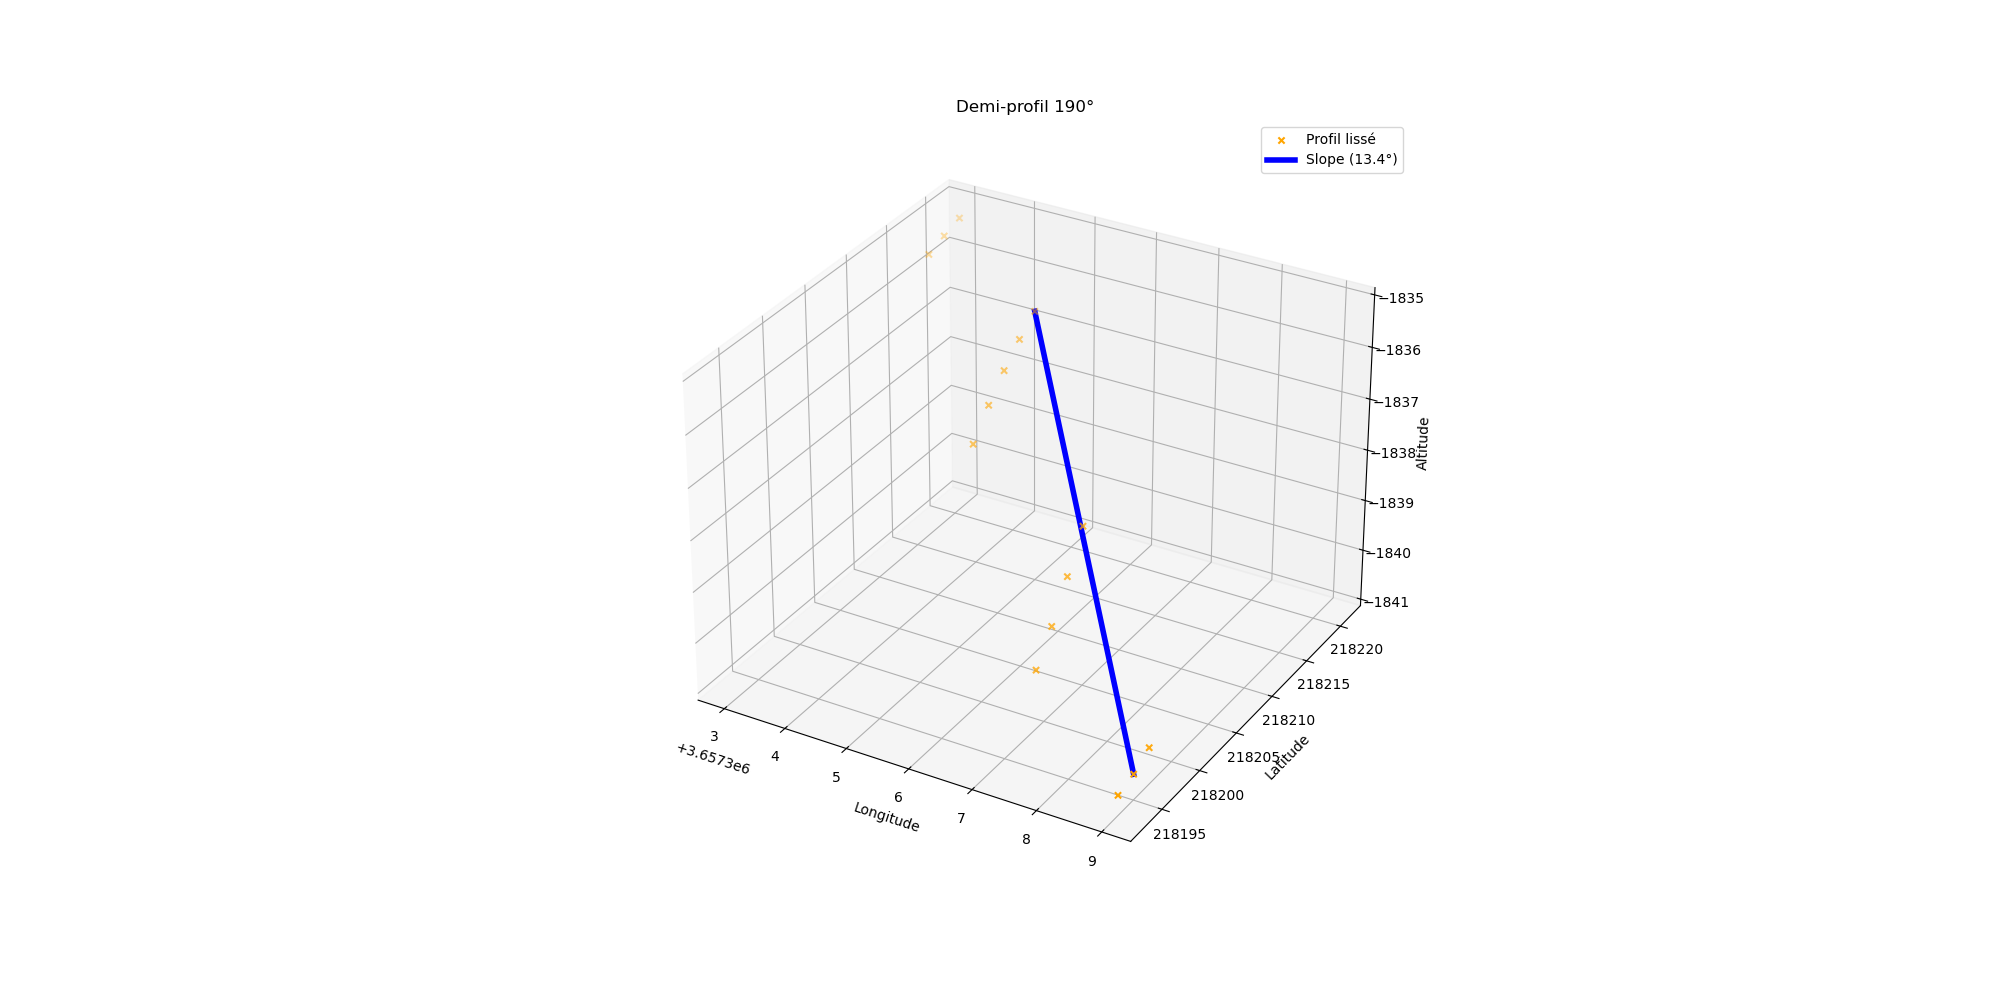 Demi-profil 190°
Profil lissé
Slope (13.4°)
−1835
−1836
−1837
−1838
−1839
−1840
−1841
Altitude
218220
218215
218210
218205
218200
218195
Latitude
3
4
5
6
7
8
9
+3.6573e6
Longitude